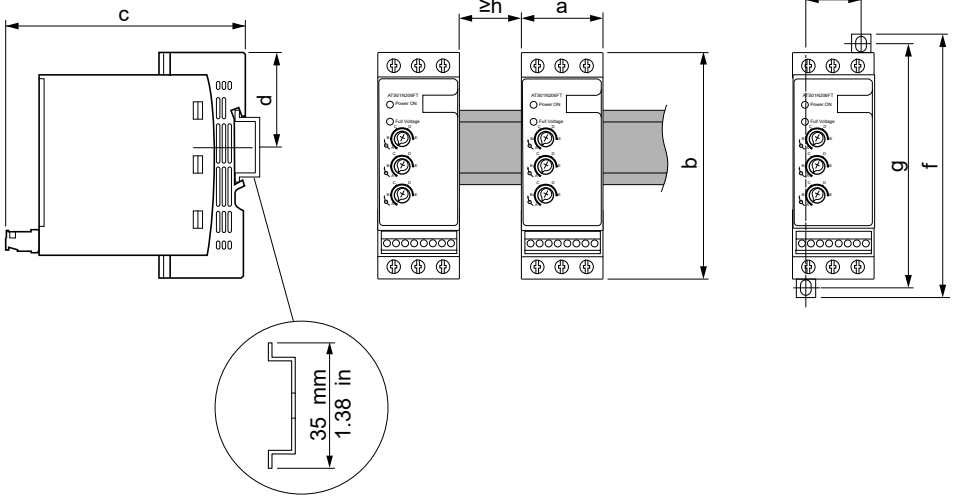 c
≥h
a
d
b
g
f
ATS01N206FT
Power ON
Full Voltage
ATS01N206FT
Power ON
Full Voltage
ATS01N206FT
Power ON
Full Voltage
35 mm
1.38 in